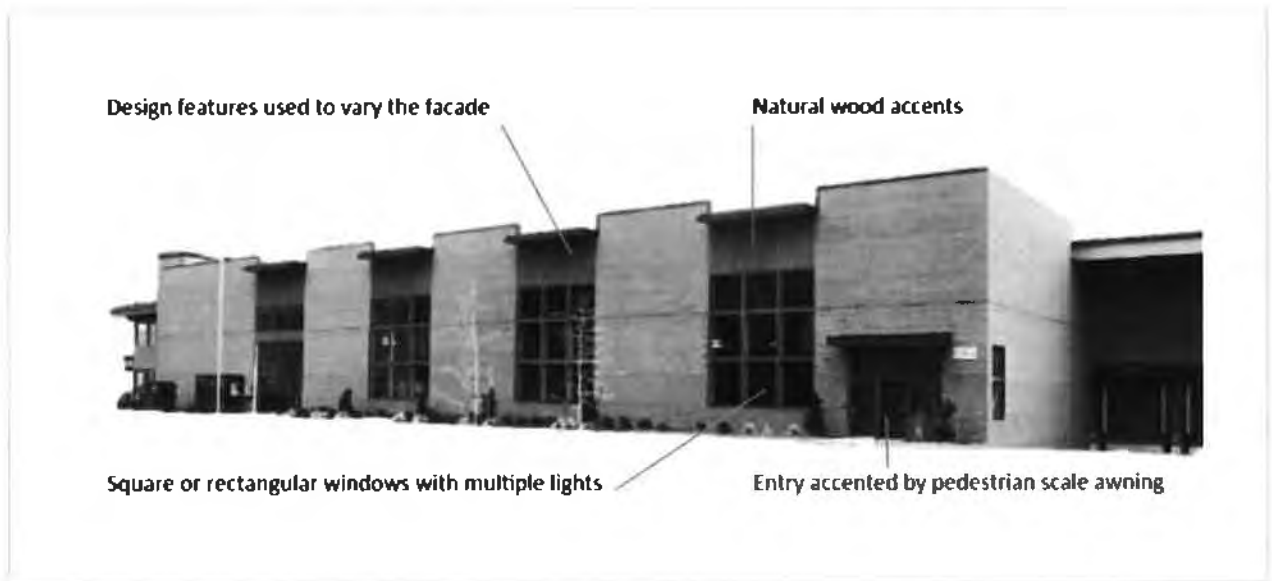 Design features used to vary the facade
Natural wood accents
Square or rectangular windows with multiple lights
Entry accented by pedestrian scale awning